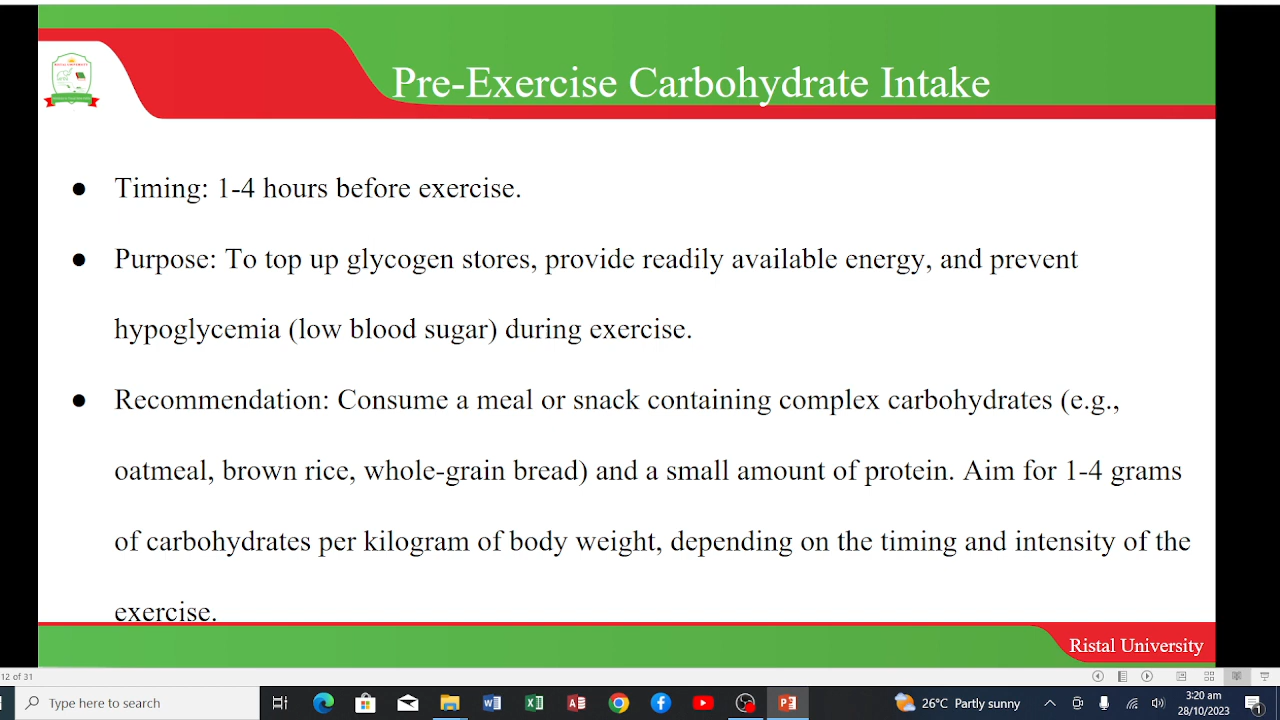 Pre-Exercise Carbohydrate Intake
● Timing: 1-4 hours before exercise.
● Purpose: To top up glycogen stores, provide readily available energy, and prevent
hypoglycemia (low blood sugar) during exercise.
● Recommendation: Consume a meal or snack containing complex carbohydrates (e.g.,
oatmeal, brown rice, whole-grain bread) and a small amount of protein. Aim for 1-4 grams
of carbohydrates per kilogram of body weight, depending on the timing and intensity of the
exercise.
Ristal University
12 of 31
Type here to search
26°C Partly sunny
3:20 am
28/10/2023
1